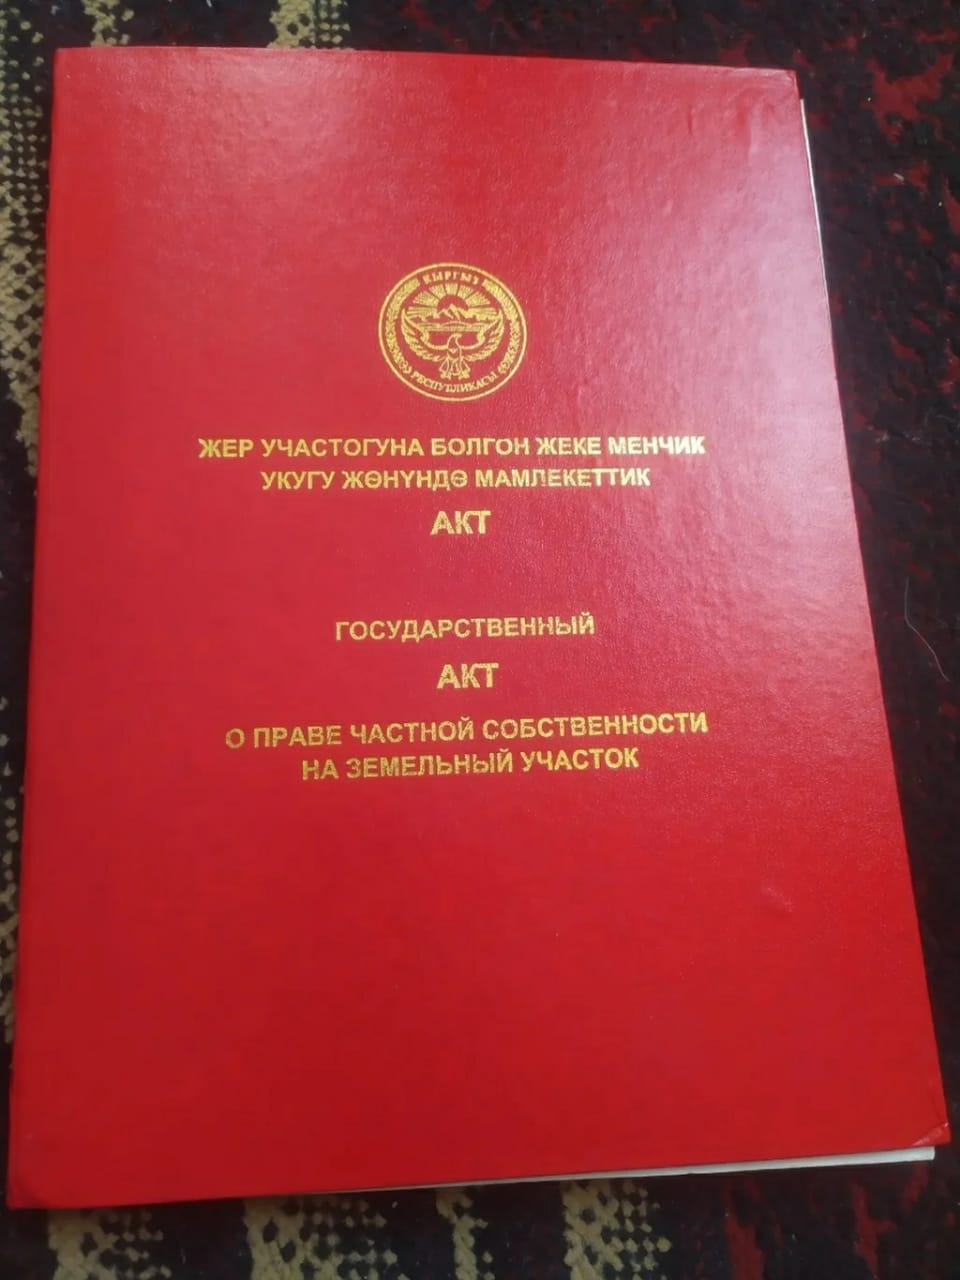 КЫРГЫЗ
РЕСПУБЛИКАСЫ
ЖЕР УЧАСТОГУНА БОЛГОН ЖЕКЕ МЕНЧИК
УКУГУ ЖӨНҮНДӨ МАМЛЕКЕТТИК
АКТ
ГОСУДАРСТВЕННЫЙ
АКТ
О ПРАВЕ ЧАСТНОЙ СОБСТВЕННОСТИ
НА ЗЕМЕЛЬНЫЙ УЧАСТОК